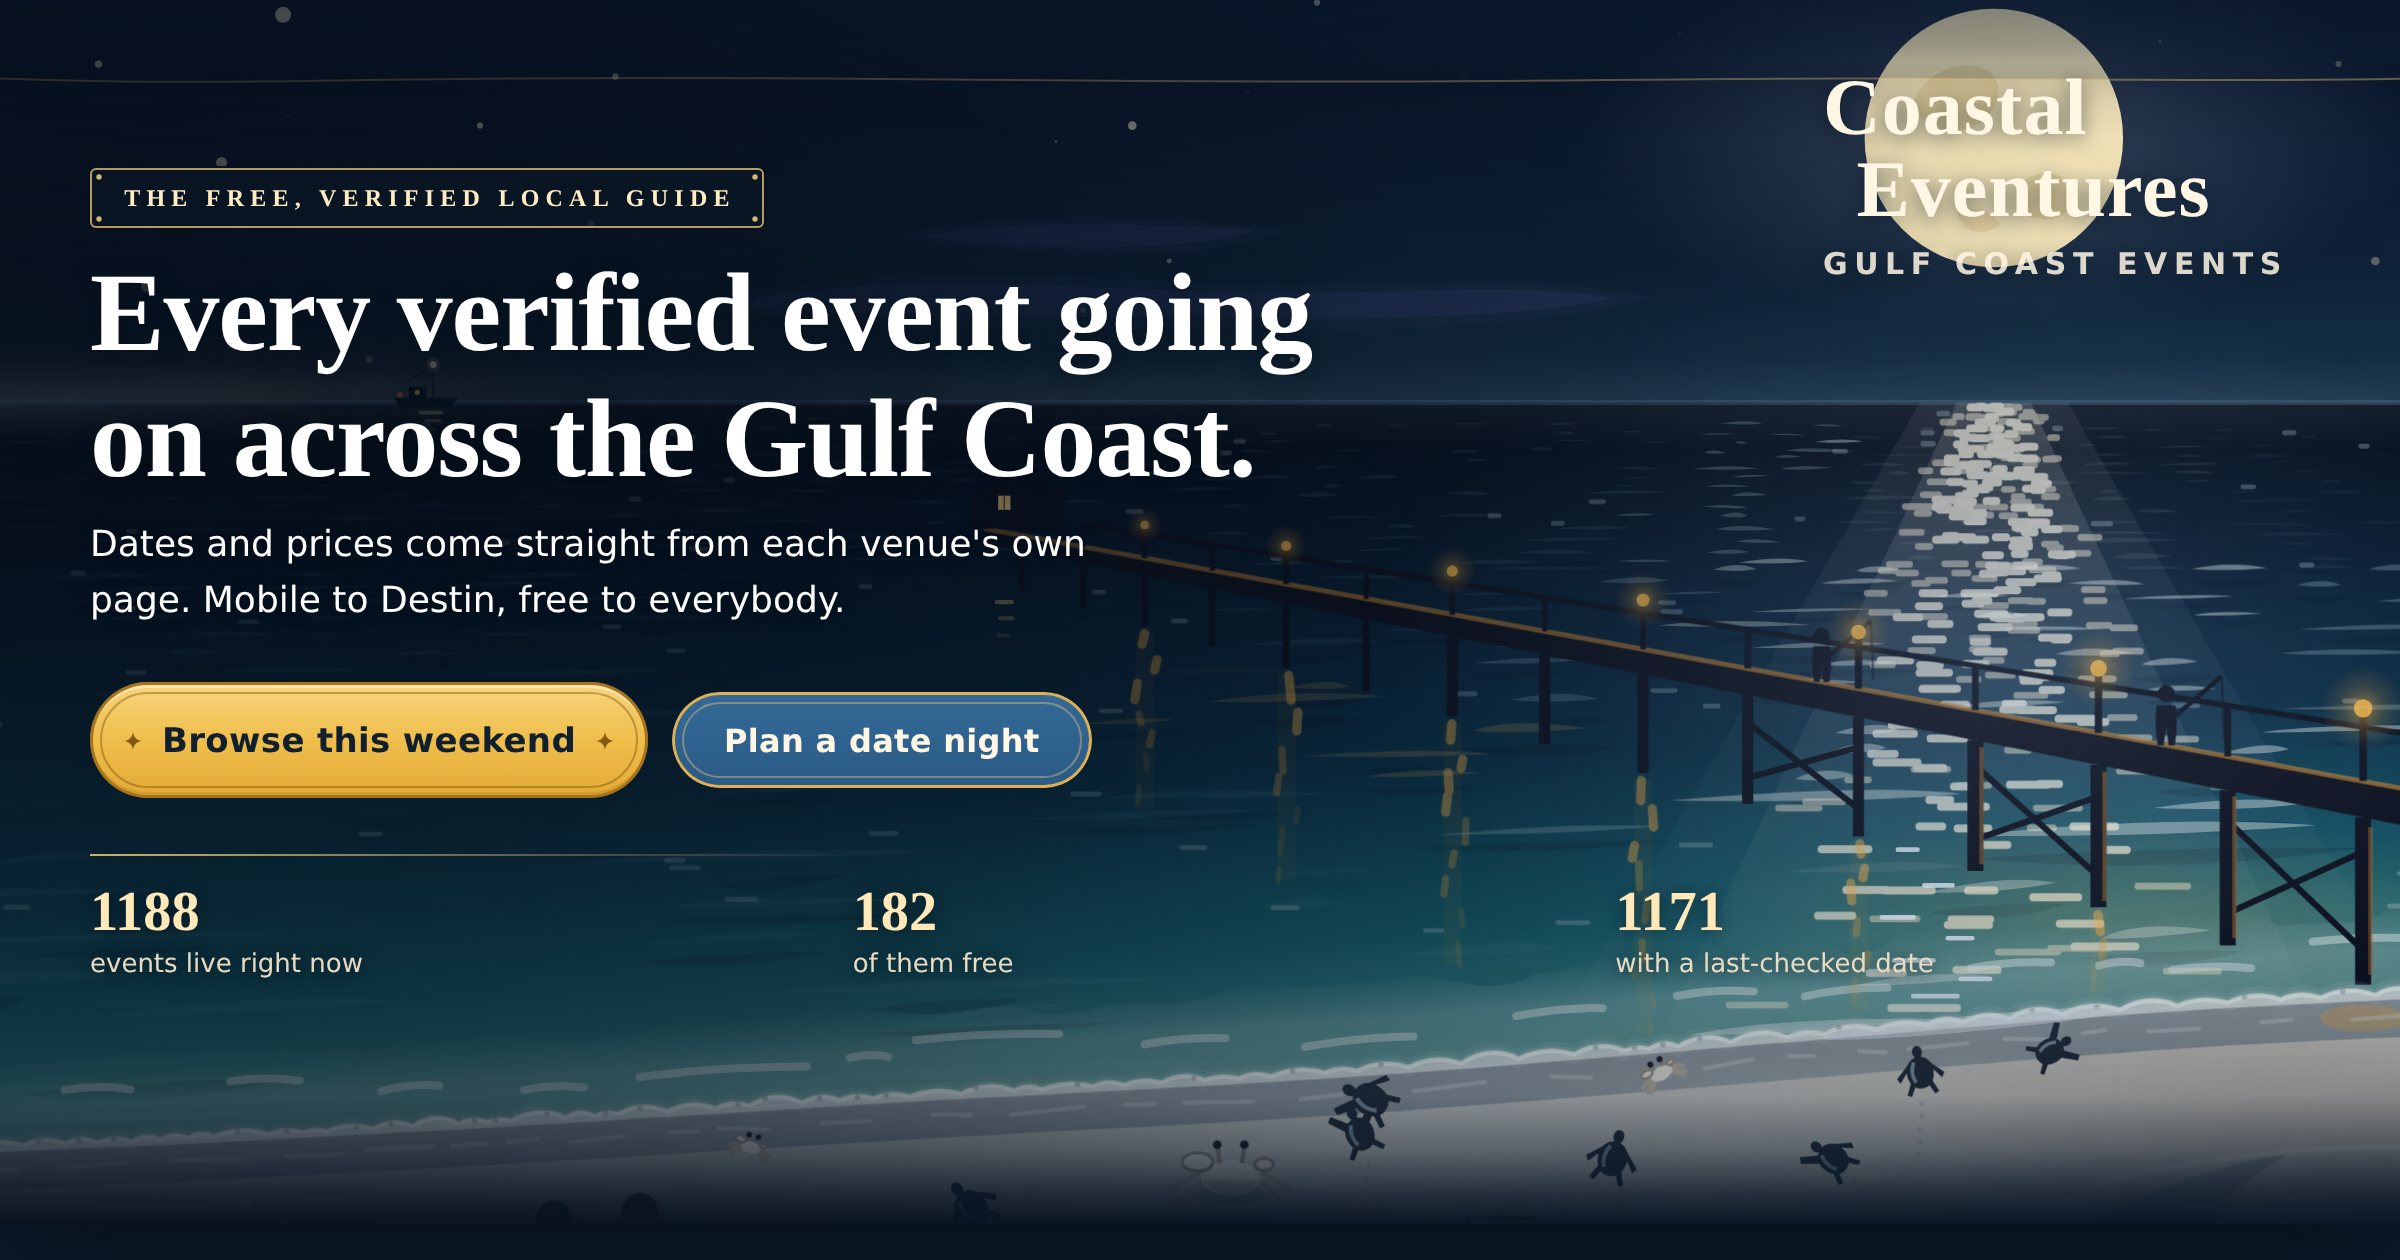 Coastal
Eventures
GULF COAST EVENTS
THE FREE, VERIFIED LOCAL GUIDE
Every verified event going
on across the Gulf Coast.
Dates and prices come straight from each venue's own
page. Mobile to Destin, free to everybody.
Browse this weekend
Plan a date night
1188
events live right now
182
of them free
1171
with a last-checked date